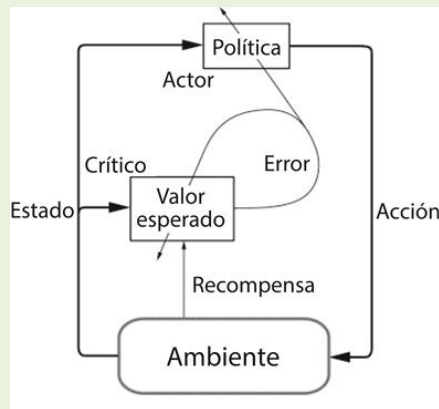 Política
Actor
Crítico
Error
Valor
esperado
Estado
Acción
Recompensa
Ambiente